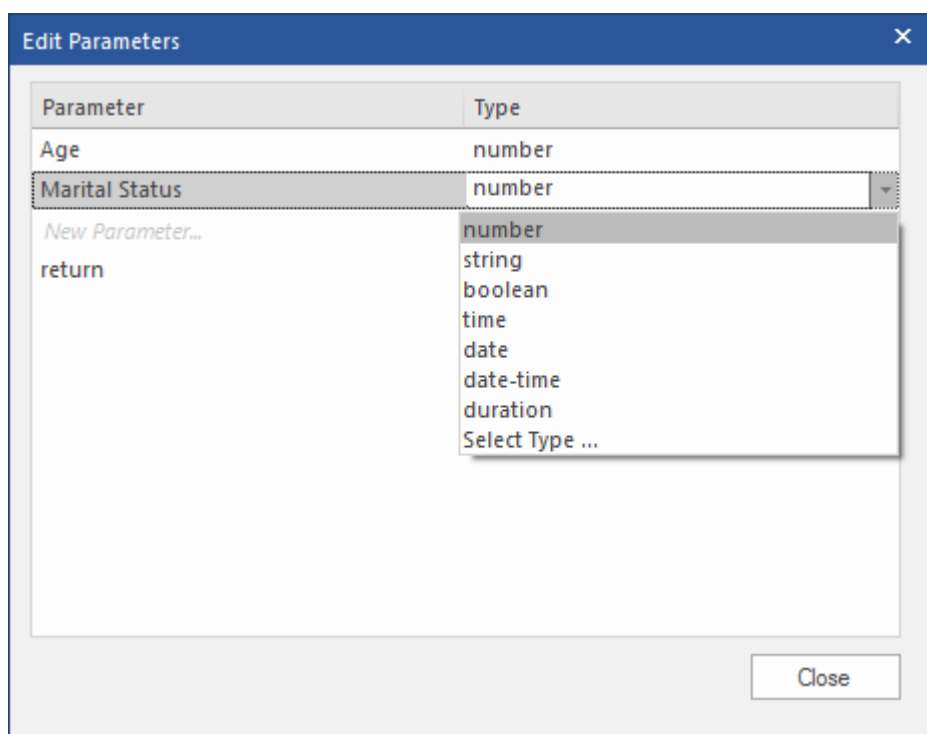 Edit Parameters
Parameter Type
Age number
Marital Status number
New Parameter... number
string
return
boolean
time
date
date-time
duration
Select Type ...
Close